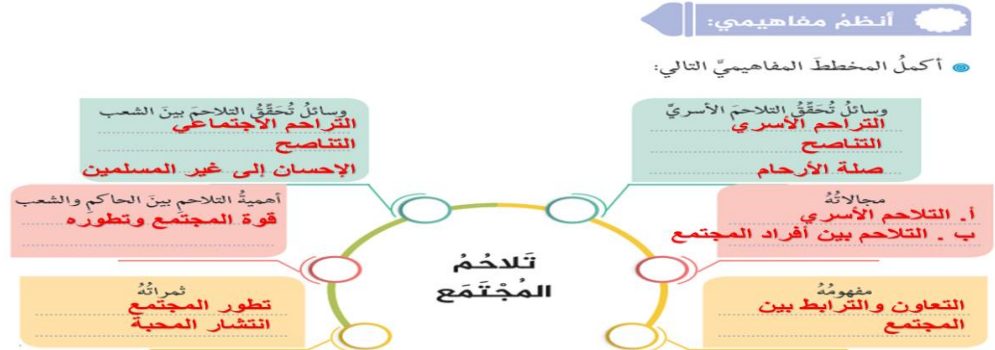 أنظمُ مفاهيمي:
أكملُ المخططَ المفاهيميَّ التالي:
وسائلُ تُحَقِّقُ التلاحمَ الأسريَّ
التراحم الأسري
التناصح
صلة الأرحام
وسائلُ تُحَقِّقُ التلاحمَ بينَ الشعب
التراحم الاجتماعي
التناصح
الإحسان إلى غير المسلمين
مجالاتُهُ
أ. التلاحم الأسري
ب . التلاحم بين أفراد المجتمع
أهميةُ التلاحمِ بينَ الحاكمِ والشعب
قوة المجتمع وتطوره
تَلاحُمُ
المُجْتَمَع
مفهومُهُ
التعاون والترابط بين
المجتمع
ثمراتُهُ
تطور المجتمع
انتشار المحبة